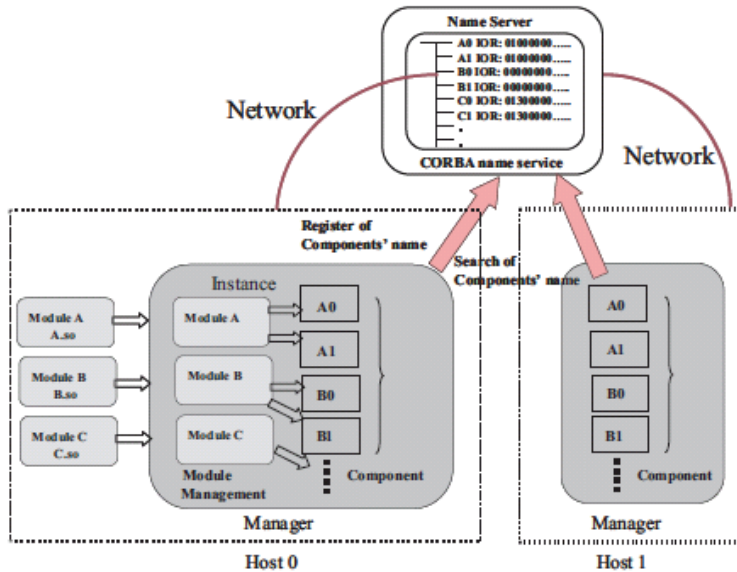 Name Server
A0 IOR: 01000000.....
A1 IOR: 01000000.....
B0 IOR: 00000000.....
B1 IOR: 00000000.....
C0 IOR: 01300000.....
C1 IOR: 01300000.....
CORBA name service
Network
Network
Register of
Components' name
Search of
Components' name
Instance
Module A
A.so
Module B
B.so
Module C
C.so
Module A
Module B
Module C
A0
A1
B0
B1
Module
Management
Component
Manager
Host 0
A0
A1
B0
B1
Component
Manager
Host 1